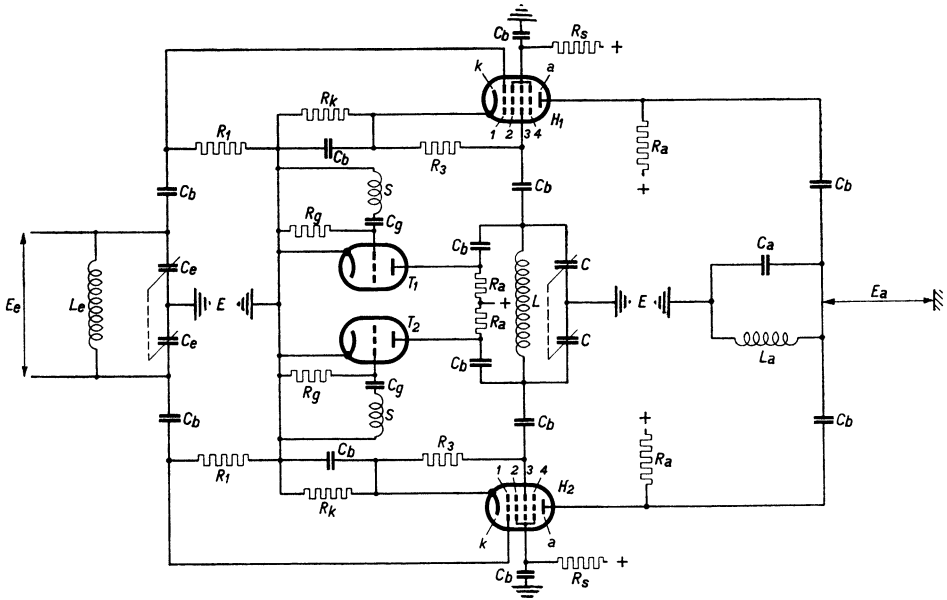 Cb
Rs
+
k
a
Rk
H1
1 2 3 4
R1
Cb
R3
Ra
+
Cb
S
Cb
Cb
Rg
Cg
Cb
Ca
Ee
Le
Ce
E
T1
Ra
+
Ra
L
C
E
Ea
Ce
T2
C
La
Rg
Cg
Cb
Cb
S
Cb
Cb
+
R1
Cb
R3
1 2 3 4
H2
Ra
Rk
k
a
Cb
Rs
+